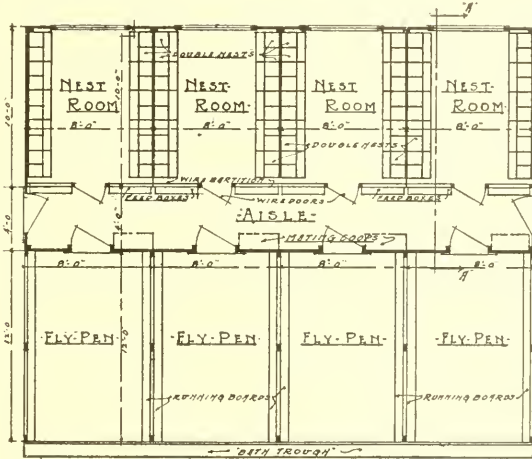 "A"
DOUBLE NESTS
NEST ROOM
NEST ROOM
NEST ROOM
NEST ROOM
10'-0"
10'-0"
8'-0"
8'-0"
8'-0"
8'-0"
DOUBLE NESTS
WIRE PARTITION
FEED BOXES
WIRE DOORS
FEED BOXES
4'-0"
4'-0"
AISLE
MATING COOPS
8'-0"
8'-0"
8'-0"
8'-0"
"A"
12'-0"
12'-0"
FLY-PEN
FLY-PEN
FLY-PEN
FLY-PEN
RUNNING BOARDS
RUNNING BOARDS
"BATH TROUGH"